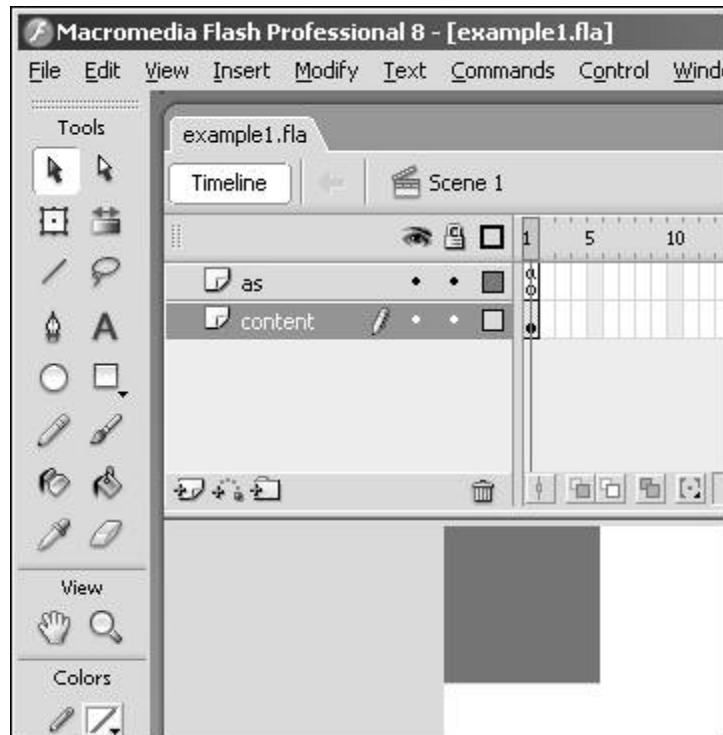 Macromedia Flash Professional 8 - [example1.fla]
File Edit View Insert Modify Text Commands Control Windo
Tools
example1.fla
Timeline
Scene 1
1 5 10
as
content
View
Colors